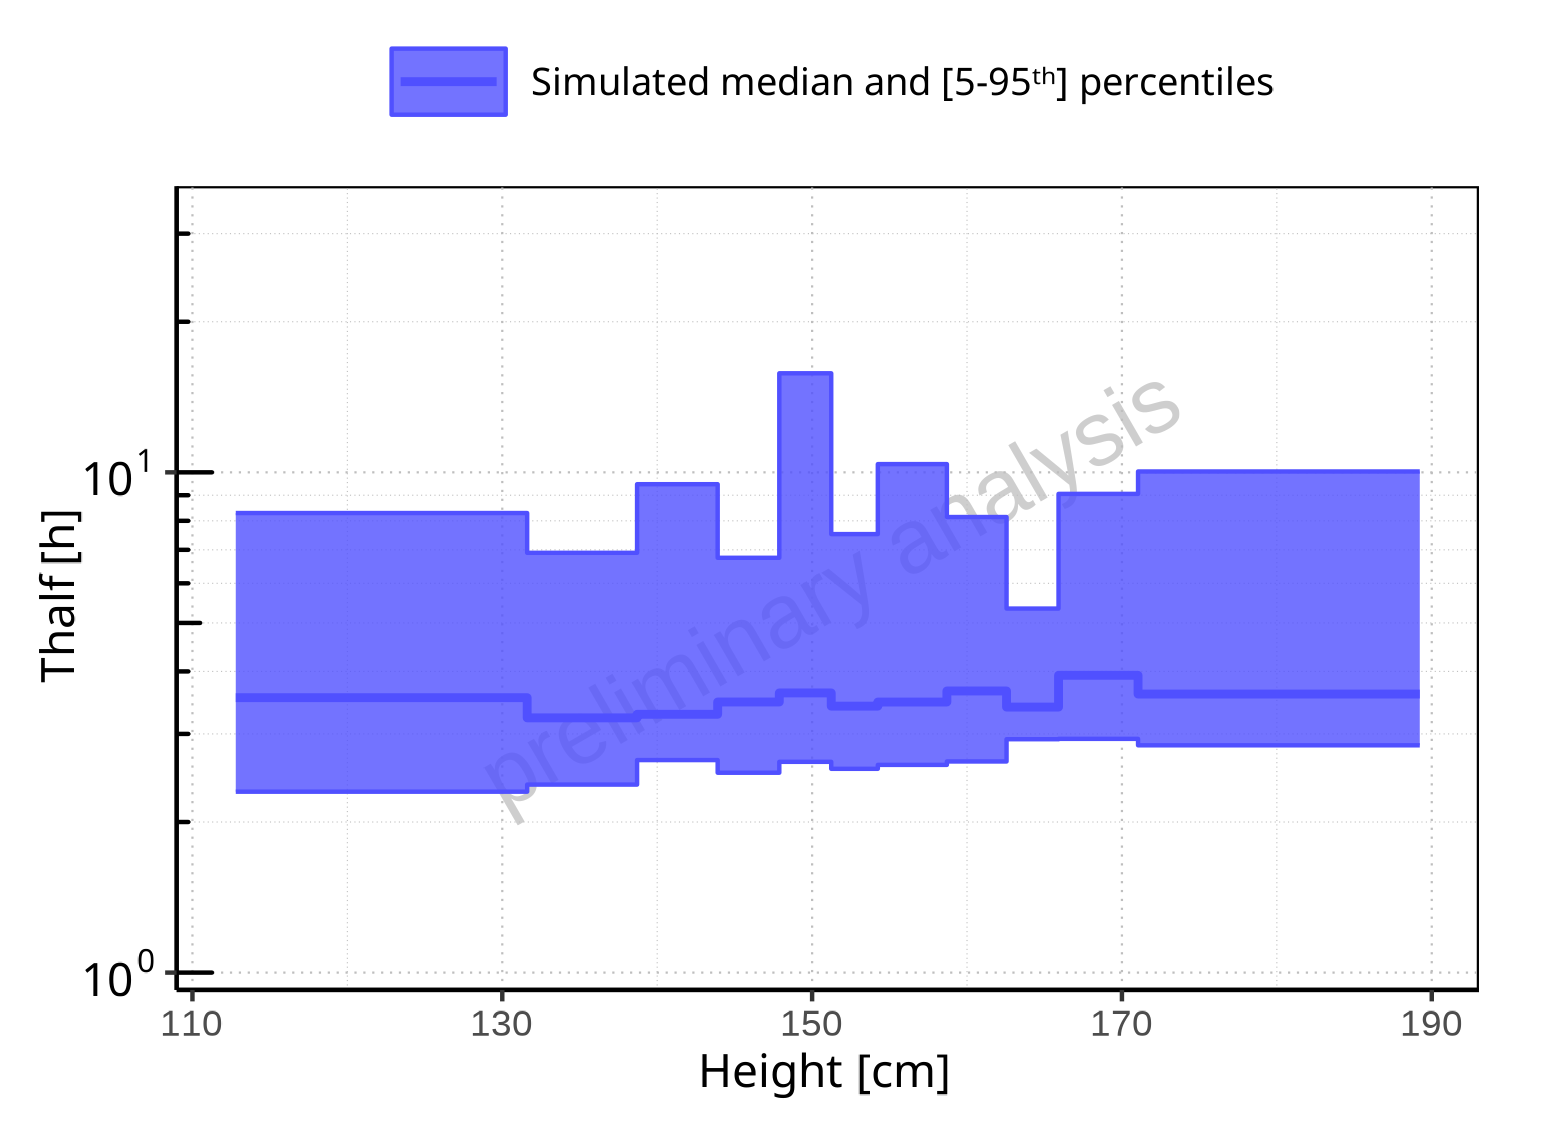 Simulated median and [5-95ᵗʰ] percentiles
10¹
10⁰
Thalf [h]
preliminary analysis
110 130 150 170 190
Height [cm]